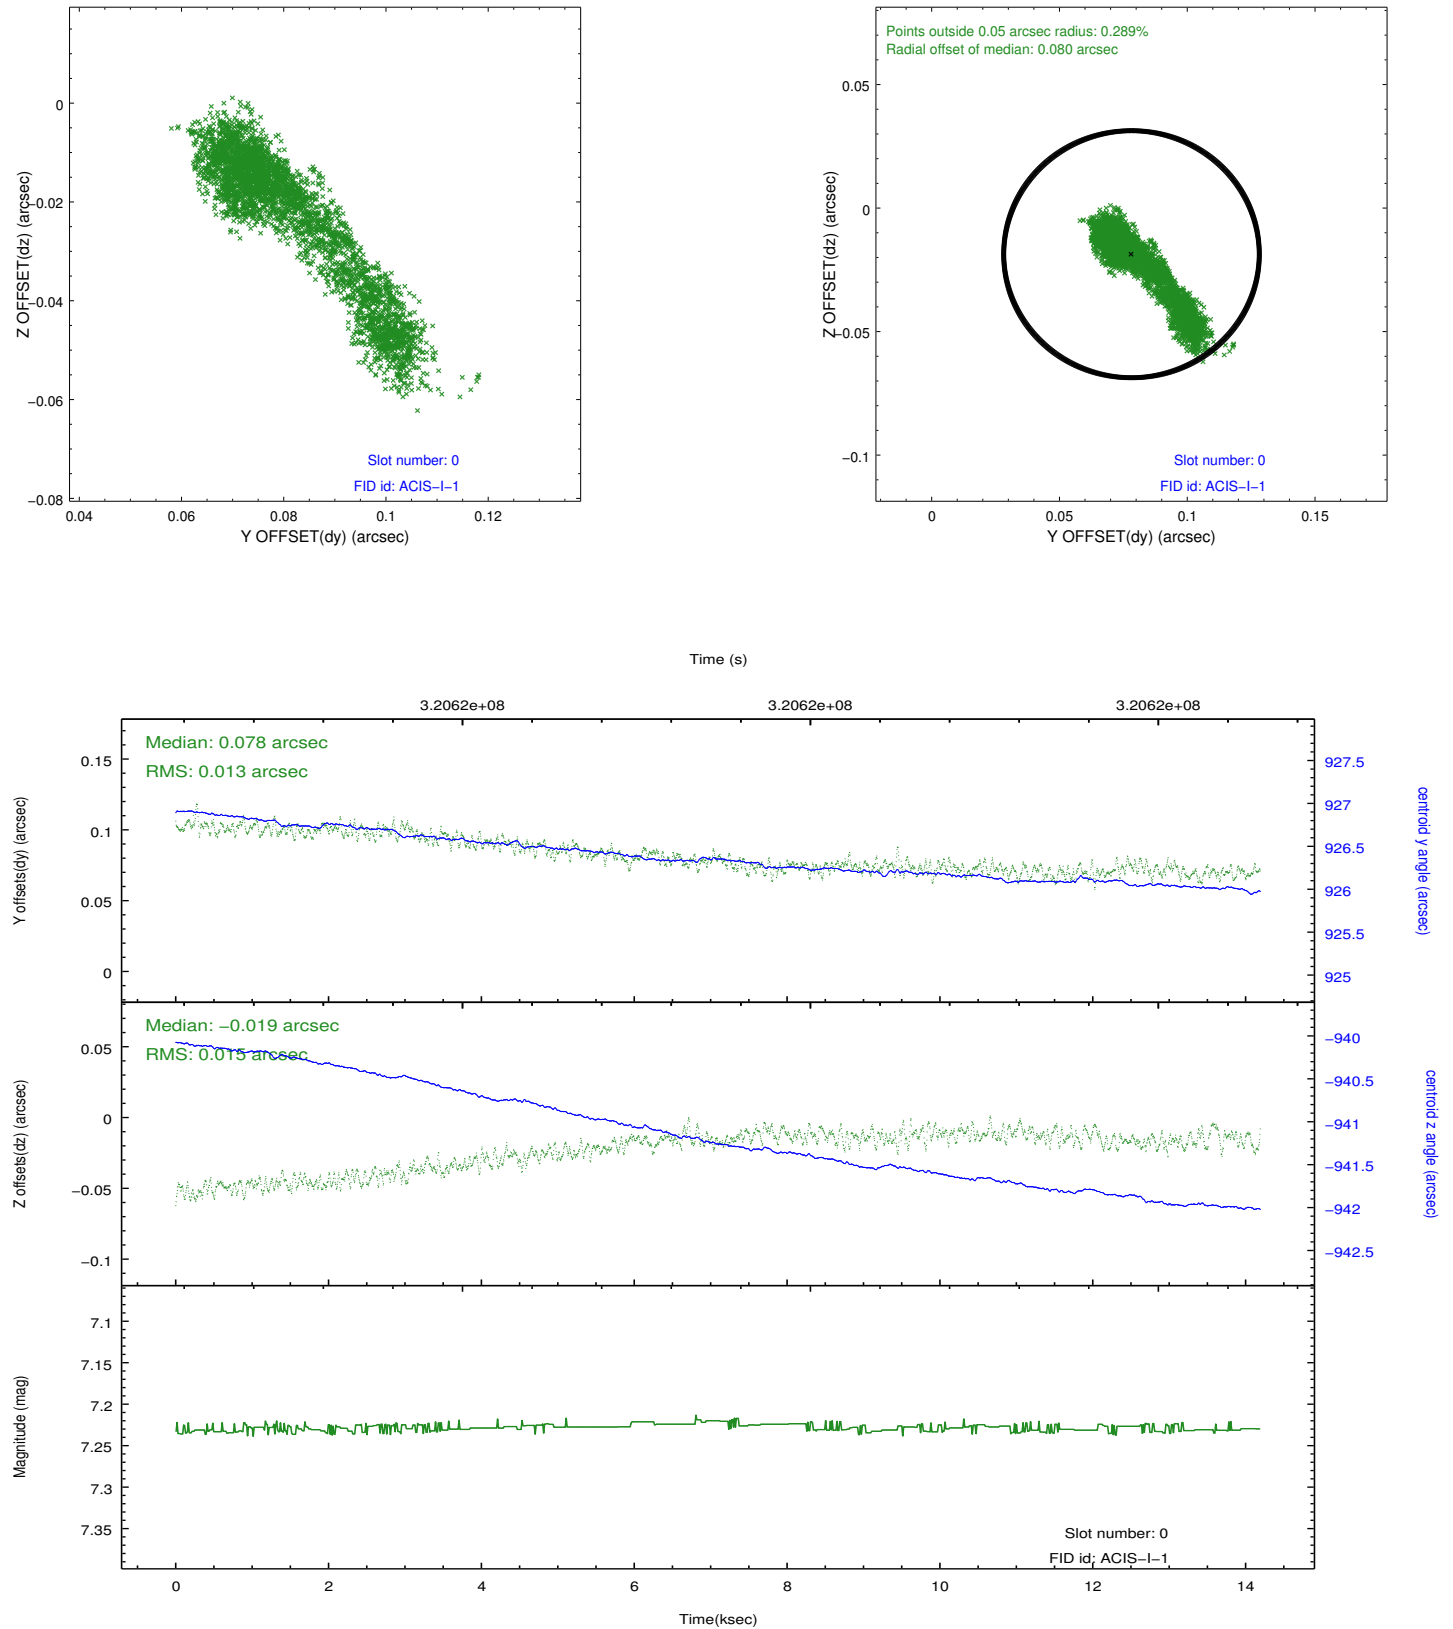 Z OFFSET(dz) (arcsec)
0
−0.02
−0.04
−0.06
−0.08
0.04
0.06
0.08
0.1
0.12
Y OFFSET(dy) (arcsec)
Slot number: 0
FID id: ACIS−I−1
Points outside 0.05 arcsec radius: 0.289%
Radial offset of median: 0.080 arcsec
Z OFFSET(dz) (arcsec)
0.05
0
−0.05
−0.1
0
0.05
0.1
0.15
Y OFFSET(dy) (arcsec)
Slot number: 0
FID id: ACIS−I−1
Time (s)
3.2062e+08
3.2062e+08
3.2062e+08
Median: 0.078 arcsec
RMS: 0.013 arcsec
Y offsets(dy) (arcsec)
0.15
0.1
0.05
0
927.5
927
926.5
926
925.5
925
centroid y angle (arcsec)
Median: −0.019 arcsec
RMS: 0.015 arcsec
Z offsets(dz) (arcsec)
0.05
0
−0.05
−0.1
−940
−940.5
−941
−941.5
−942
−942.5
centroid z angle (arcsec)
Magnitude (mag)
7.1
7.15
7.2
7.25
7.3
7.35
Slot number: 0
FID id: ACIS−I−1
0
2
4
6
8
10
12
14
Time(ksec)